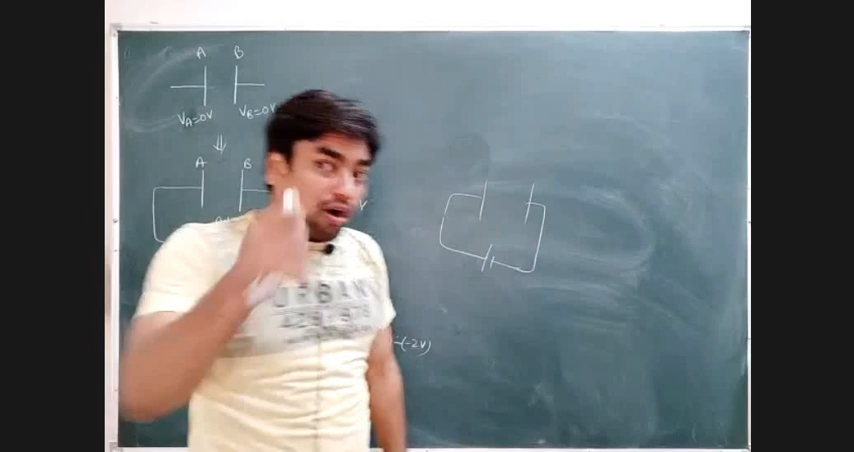 A B
VA=0V VB=0V
⇓
A B
V
-(-2V)
URBAN